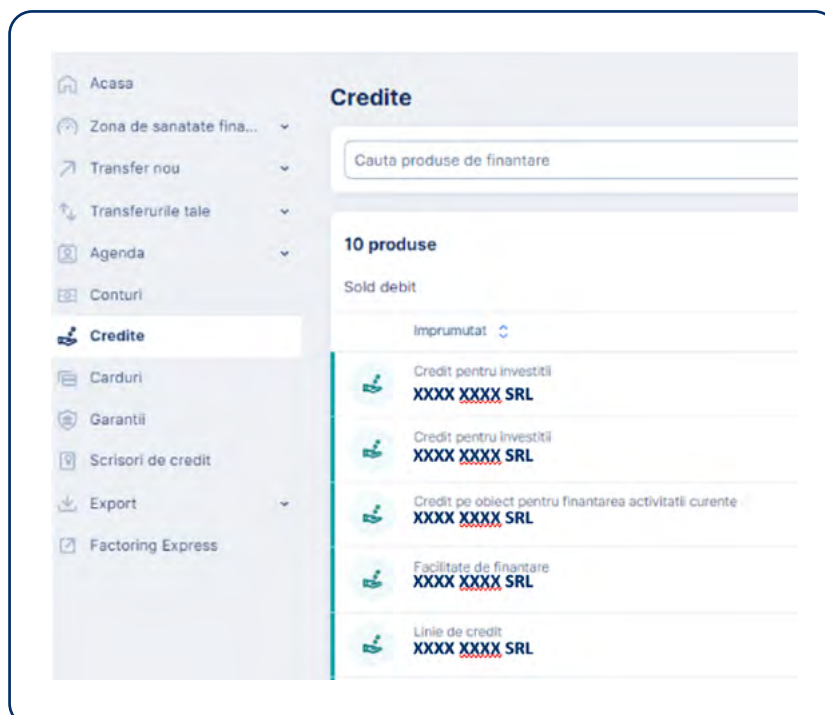 Acasa
Zona de sanatate fina...
Transfer nou
Transferurile tale
Agenda
Conturi
Credite
Carduri
Garantii
Scrisori de credit
Export
Factoring Express
Credite
Cauta produse de finantare
10 produse
Sold debit
Imprumutat
Credit pentru investitii
XXXX XXXX SRL
Credit pentru investitii
XXXX XXXX SRL
Credit pe obiect pentru finantarea activitatii curente
XXXX XXXX SRL
Facilitate de finantare
XXXX XXXX SRL
Linie de credit
XXXX XXXX SRL